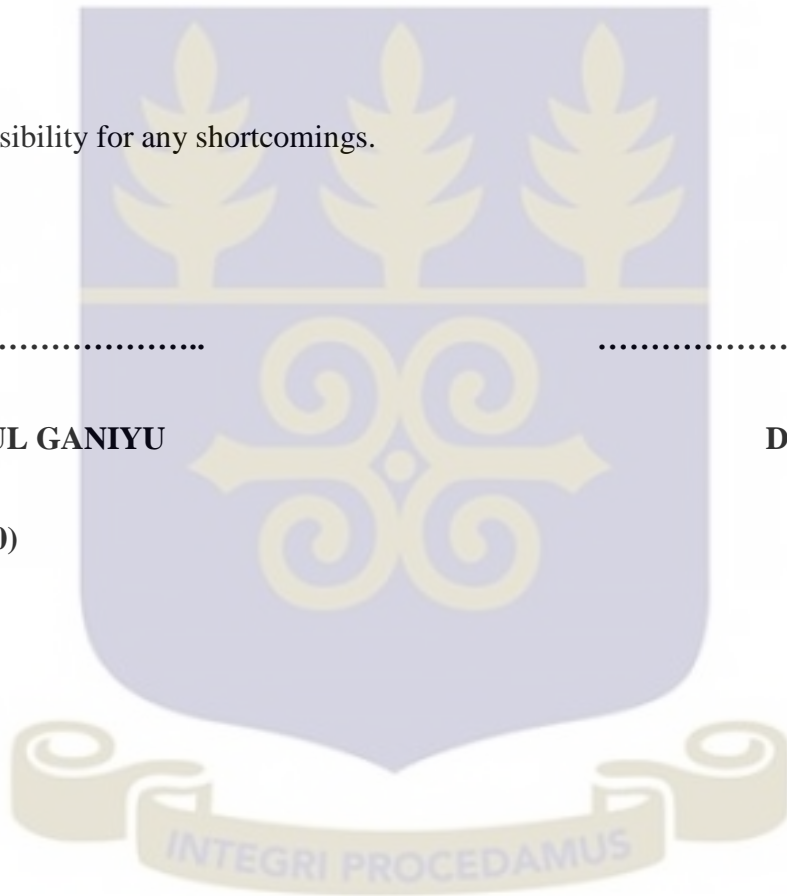 sibility for any shortcomings.
………………..     ………………
UL GANIYU     D
0)
INTEGRI PROCEDAMUS